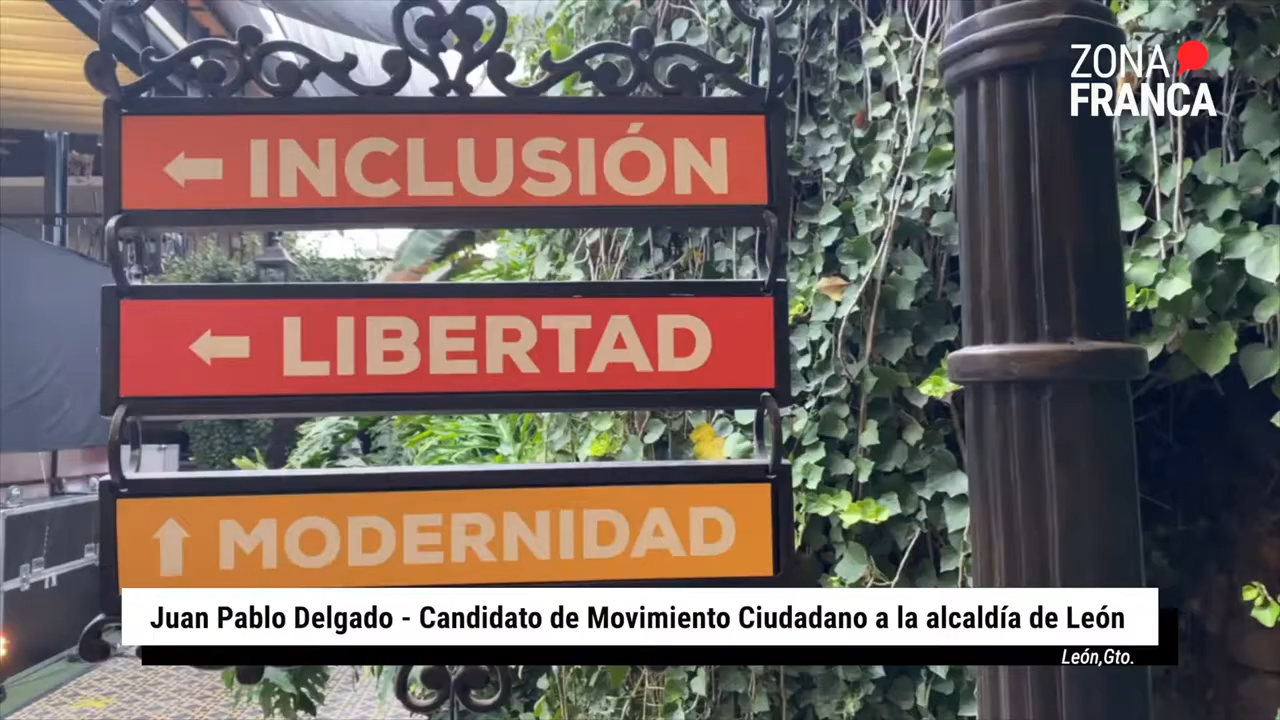 ZONA
FRANCA
INCLUSIÓN
LIBERTAD
MODERNIDAD
Juan Pablo Delgado - Candidato de Movimiento Ciudadano a la alcaldía de León
León,Gto.